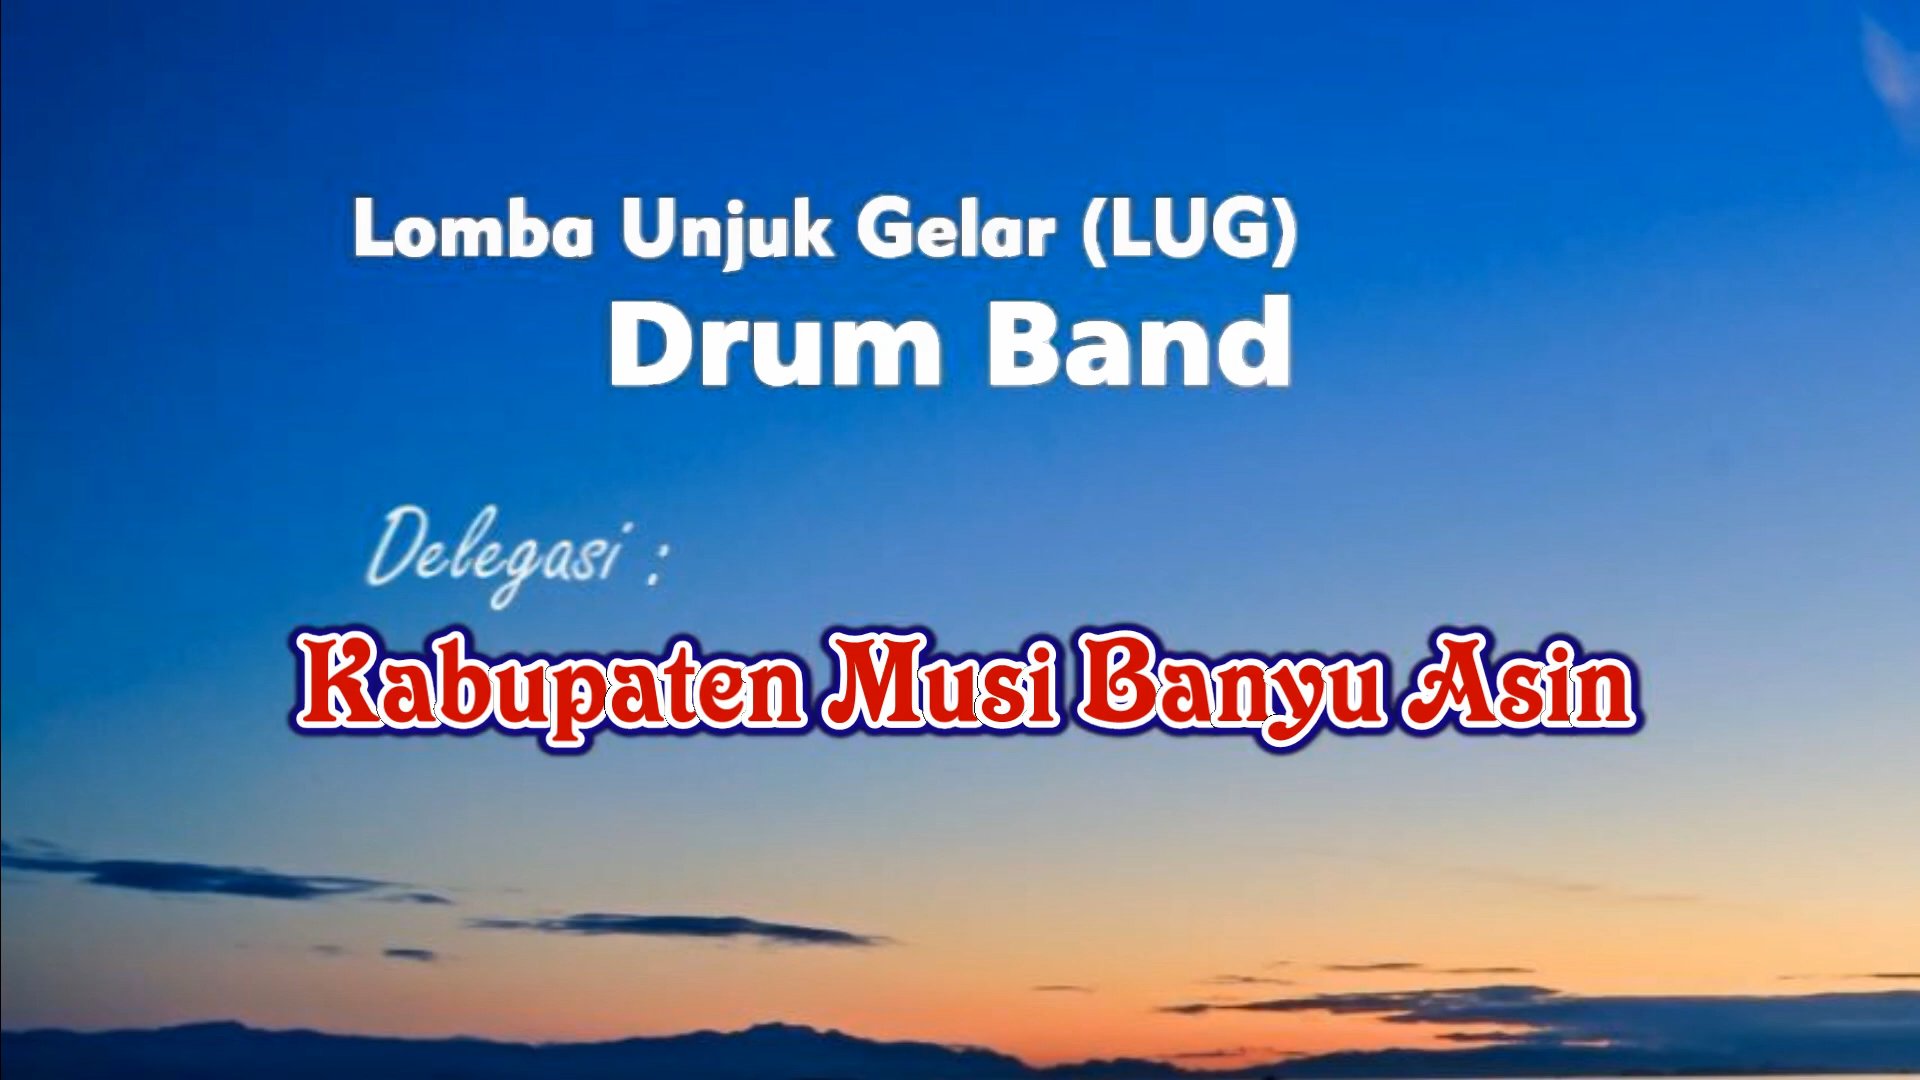 Lomba Unjuk Gelar (LUG)
Drum Band
Delegasi :
Kabupaten Musi Banyu Asin